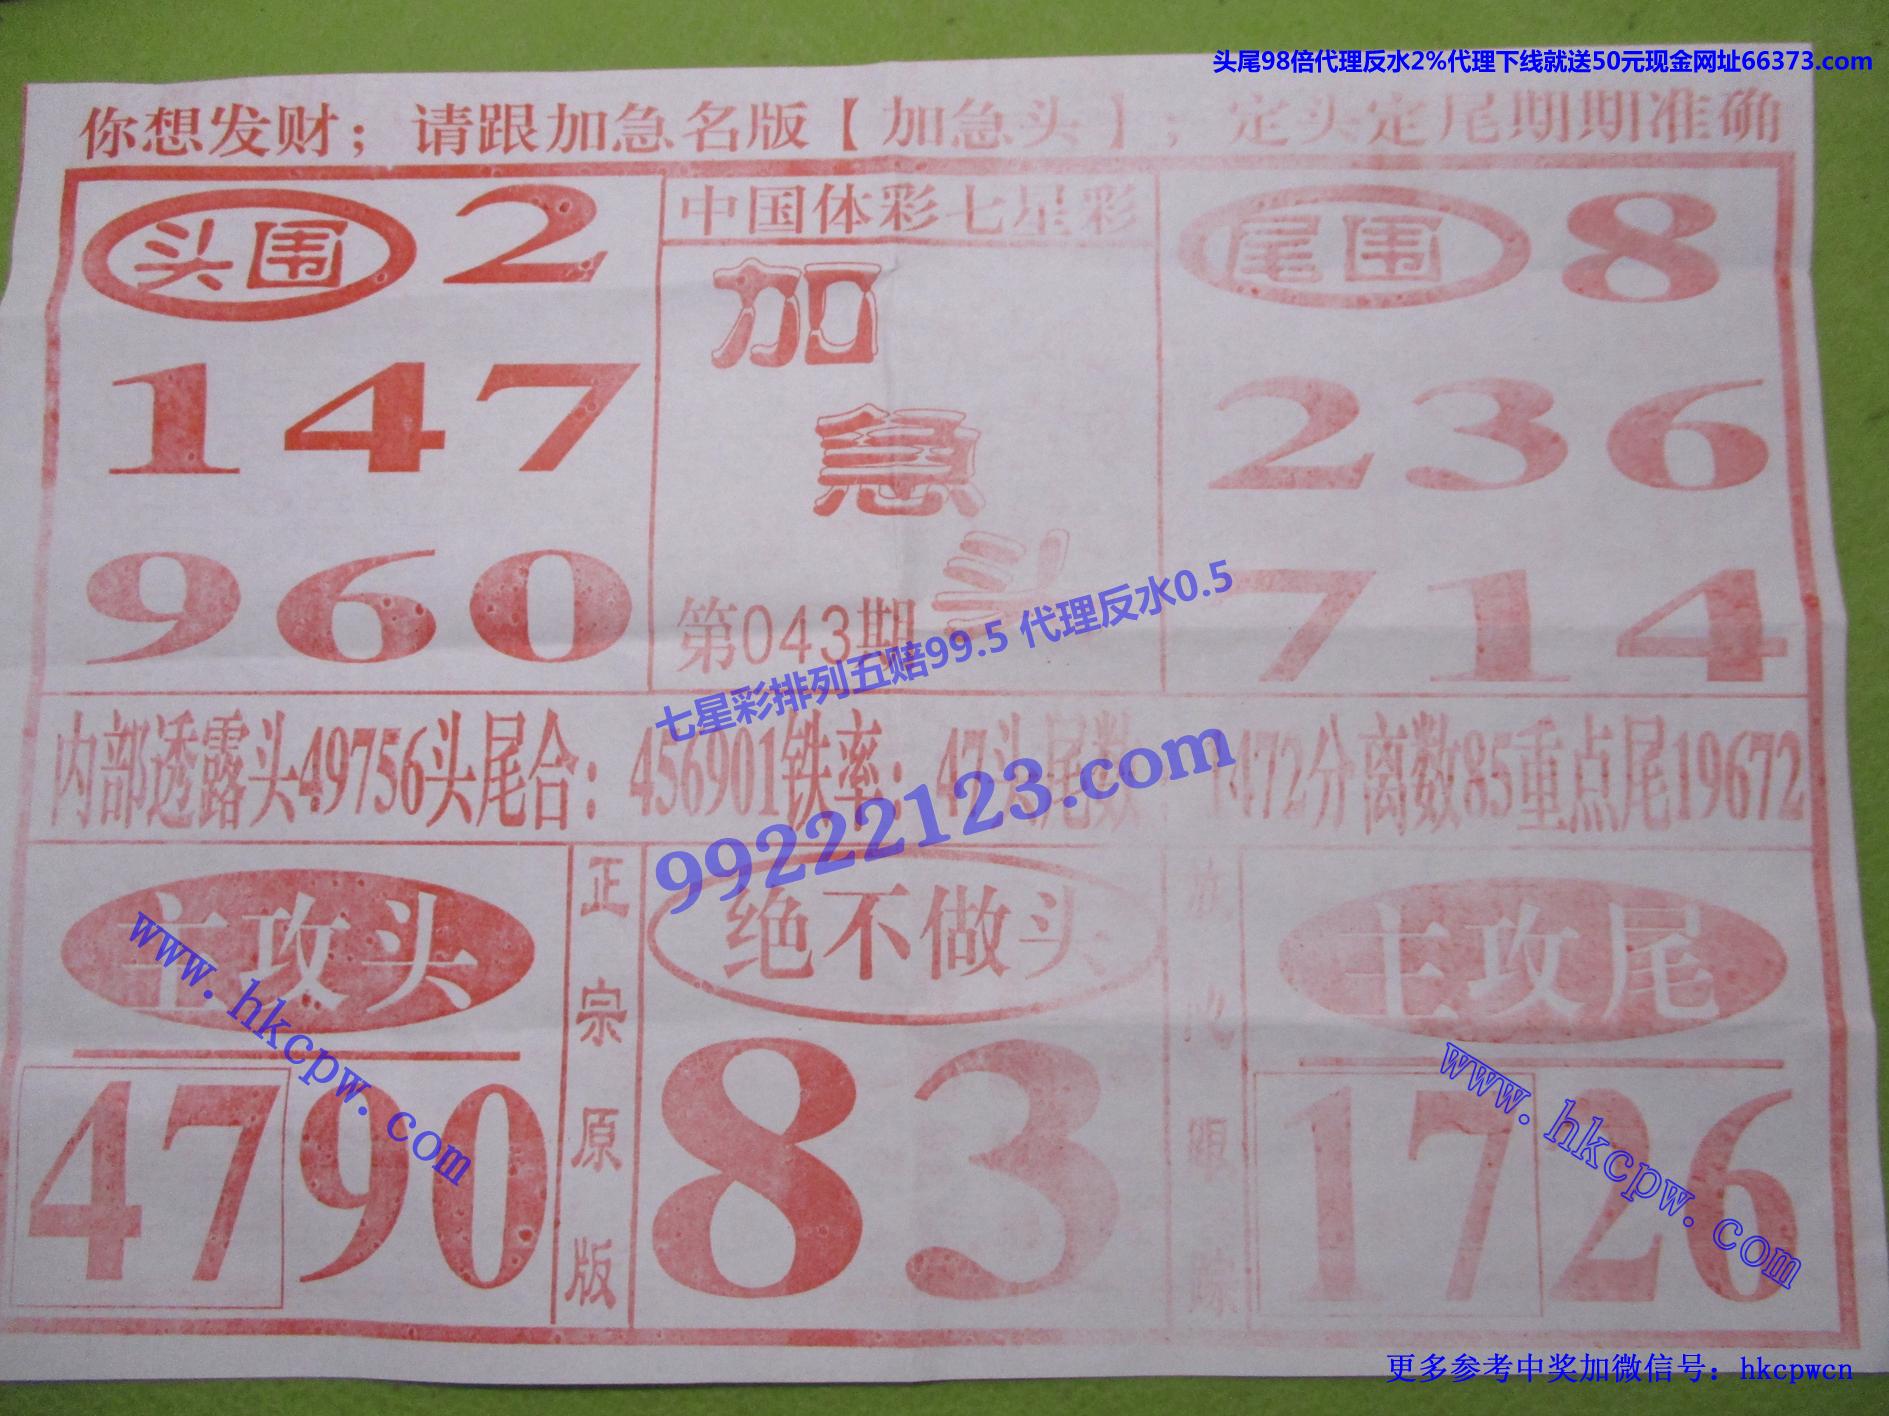 头尾98倍代理反水2%代理下线就送50元现金网址66373.com
你想发财；请跟加急名版【加急头】；定头定尾期期准确
头围 2
147
960
中国体彩七星彩
加
急
头
第043期
尾围 8
236
714
七星彩排列五赔99.5 代理反水0.5
99222123.com
内部透露头49756头尾合：456901铁率：47头尾数：1472分离数85重点尾19672
主攻头
4790
www.hkcpw.com
正宗原版
绝不做头
83
跟踪
主攻尾
1726
www.hkcpw.com
更多参考中奖加微信号：hkcpwcn